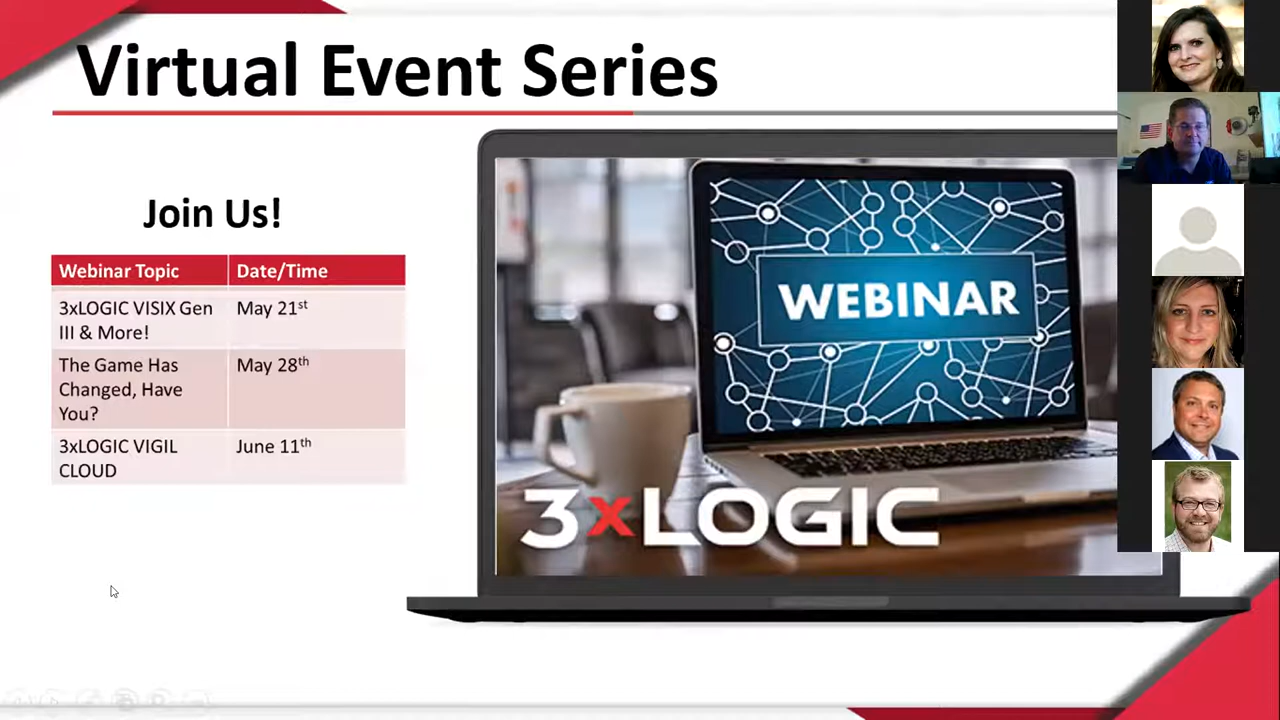 Virtual Event Series
Join Us!
Webinar Topic Date/Time
3xLOGIC VISIX Gen May 21st
III & More!
The Game Has May 28th
Changed, Have
You?
3xLOGIC VIGIL June 11th
CLOUD
WEBINAR
3xLOGIC